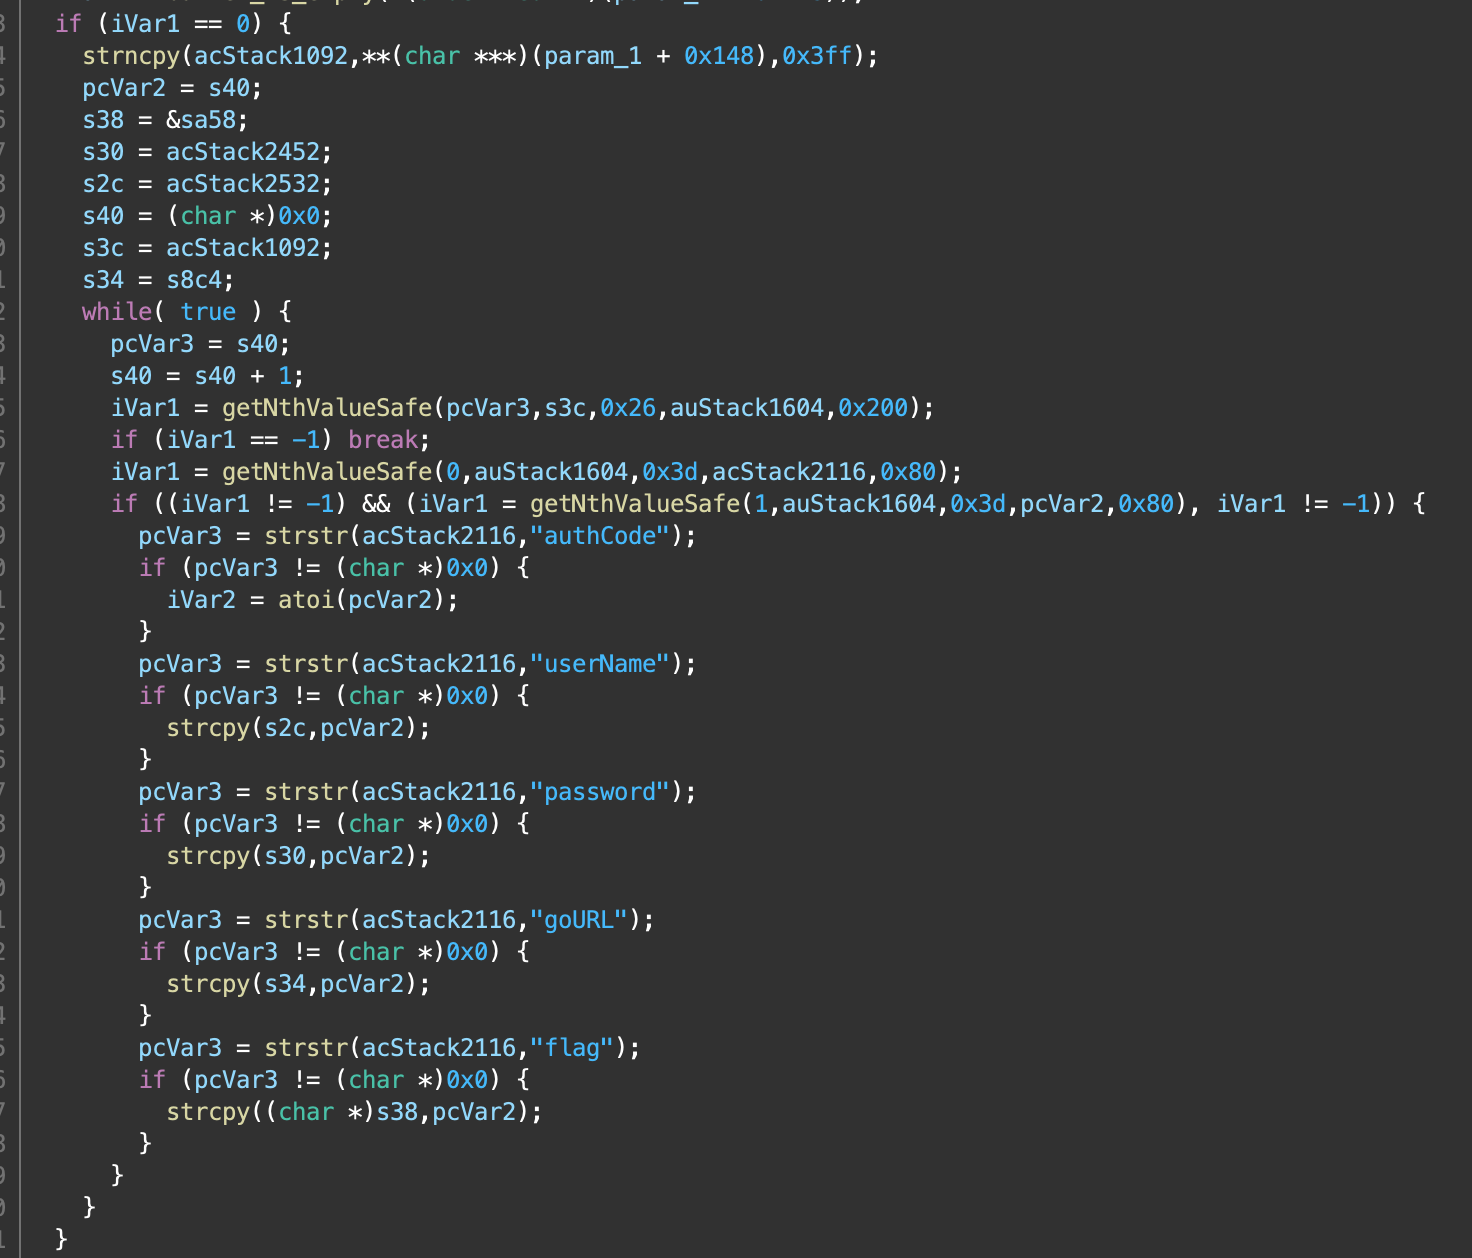 if (iVar1 == 0) {
strncpy(acStack1092,**(char ***)(param_1 + 0x148),0x3ff);
pcVar2 = s40;
s38 = &sa58;
s30 = acStack2452;
s2c = acStack2532;
s40 = (char *)0x0;
s3c = acStack1092;
s34 = s8c4;
while( true ) {
pcVar3 = s40;
s40 = s40 + 1;
iVar1 = getNthValueSafe(pcVar3,s3c,0x26,auStack1604,0x200);
if (iVar1 == -1) break;
iVar1 = getNthValueSafe(0,auStack1604,0x3d,acStack2116,0x80);
if ((iVar1 != -1) && (iVar1 = getNthValueSafe(1,auStack1604,0x3d,pcVar2,0x80), iVar1 != -1)) {
pcVar3 = strstr(acStack2116,"authCode");
if (pcVar3 != (char *)0x0) {
iVar2 = atoi(pcVar2);
}
pcVar3 = strstr(acStack2116,"userName");
if (pcVar3 != (char *)0x0) {
strcpy(s2c,pcVar2);
}
pcVar3 = strstr(acStack2116,"password");
if (pcVar3 != (char *)0x0) {
strcpy(s30,pcVar2);
}
pcVar3 = strstr(acStack2116,"goURL");
if (pcVar3 != (char *)0x0) {
strcpy(s34,pcVar2);
}
pcVar3 = strstr(acStack2116,"flag");
if (pcVar3 != (char *)0x0) {
strcpy((char *)s38,pcVar2);
}
}
}
}